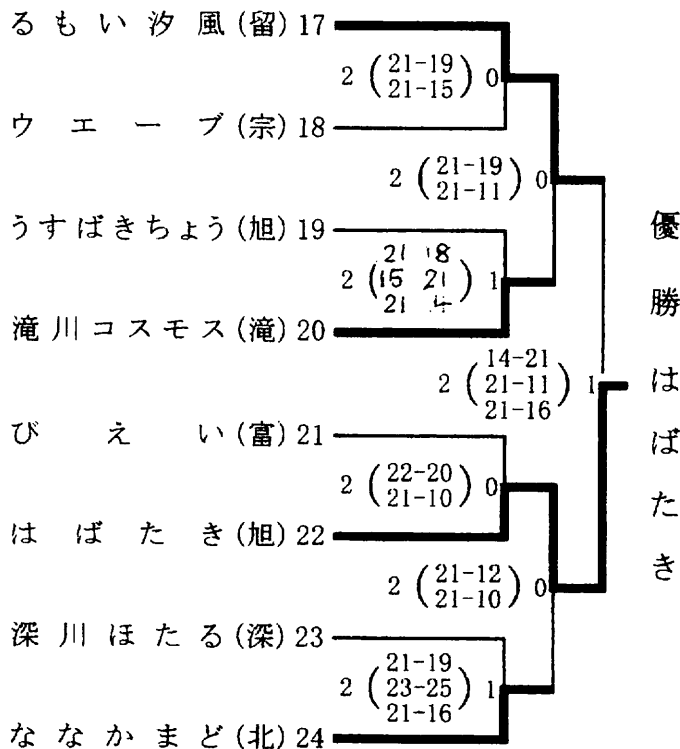 るもい汐風(留) 17
2 (21-19 21-15) 0
ウエーブ(宗) 18
2 (21-19 21-11) 0
うすばきちょう(旭) 19
2 (21 18 15 21 21) 1
滝川コスモス(滝) 20
2 (14-21 21-11 21-16) 1
びえい(富) 21
2 (22-20 21-10) 0
はばたき(旭) 22
2 (21-12 21-10) 0
深川ほたる(深) 23
2 (21-19 23-25 21-16) 1
ななかまど(北) 24
優勝はばたき